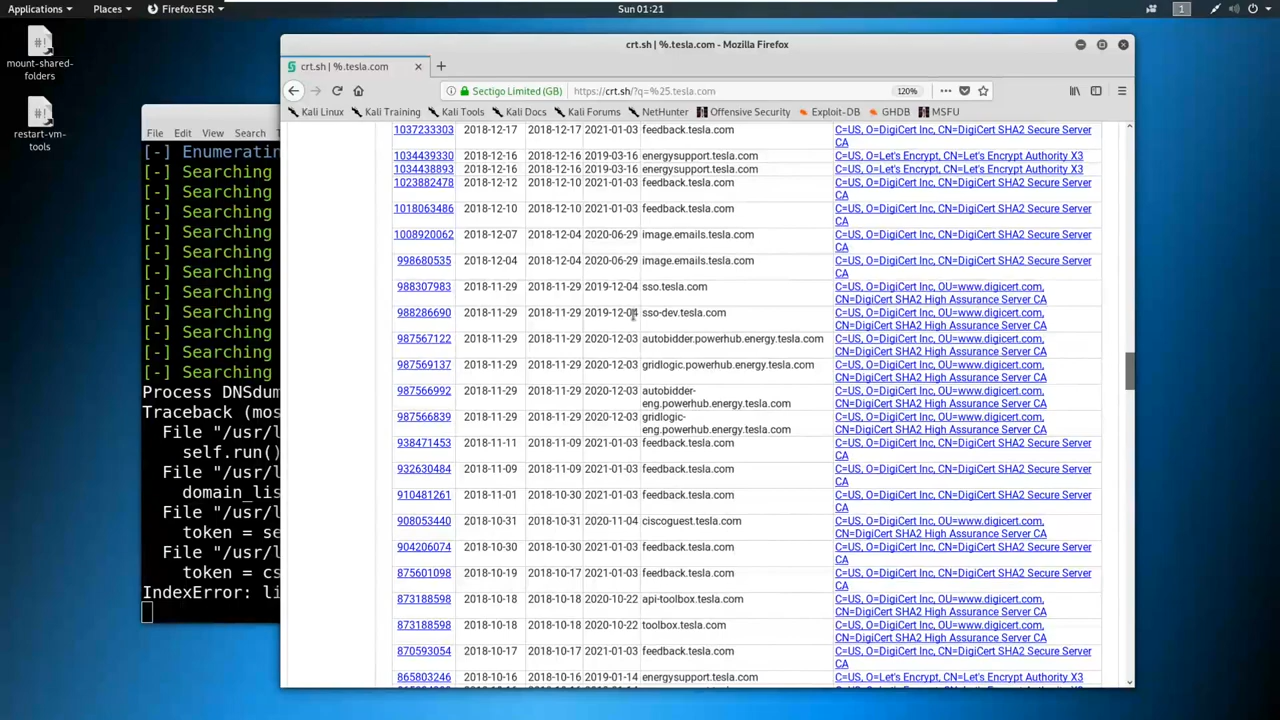 Applications Places Firefox ESR Sun 01:21 1
mount-shared-
folders
restart-vm-
tools
File Edit View Search
[-] Enumeratin
[-] Searching
[-] Searching
[-] Searching
[-] Searching
[-] Searching
[-] Searching
[-] Searching
[-] Searching
[-] Searching
[-] Searching
[-] Searching
Process DNSdum
Traceback (mos
File "/usr/l
self.run()
File "/usr/l
domain_lis
File "/usr/l
token = se
File "/usr/l
token = cs
IndexError: li
crt.sh | %.tesla.com - Mozilla Firefox
crt.sh | %.tesla.com
Sectigo Limited (GB) https://crt.sh/?q=%25.tesla.com 120%
Kali Linux Kali Training Kali Tools Kali Docs Kali Forums NetHunter Offensive Security Exploit-DB GHDB MSFU
1037233303 2018-12-17 2018-12-17 2021-01-03 feedback.tesla.com C=US, O=DigiCert Inc, CN=DigiCert SHA2 Secure Server
CA
1034439330 2018-12-16 2018-12-16 2019-03-16 energysupport.tesla.com C=US, O=Let's Encrypt, CN=Let's Encrypt Authority X3
1034438893 2018-12-16 2018-12-16 2019-03-16 energysupport.tesla.com C=US, O=Let's Encrypt, CN=Let's Encrypt Authority X3
1023882478 2018-12-12 2018-12-10 2021-01-03 feedback.tesla.com C=US, O=DigiCert Inc, CN=DigiCert SHA2 Secure Server
CA
1018063486 2018-12-10 2018-12-10 2021-01-03 feedback.tesla.com C=US, O=DigiCert Inc, CN=DigiCert SHA2 Secure Server
CA
1008920062 2018-12-07 2018-12-04 2020-06-29 image.emails.tesla.com C=US, O=DigiCert Inc, CN=DigiCert SHA2 Secure Server
CA
998680535 2018-12-04 2018-12-04 2020-06-29 image.emails.tesla.com C=US, O=DigiCert Inc, CN=DigiCert SHA2 Secure Server
CA
988307983 2018-11-29 2018-11-29 2019-12-04 sso.tesla.com C=US, O=DigiCert Inc, OU=www.digicert.com,
CN=DigiCert SHA2 High Assurance Server CA
988286690 2018-11-29 2018-11-29 2019-12-04 sso-dev.tesla.com C=US, O=DigiCert Inc, OU=www.digicert.com,
CN=DigiCert SHA2 High Assurance Server CA
987567122 2018-11-29 2018-11-29 2020-12-03 autobidder.powerhub.energy.tesla.com C=US, O=DigiCert Inc, OU=www.digicert.com,
CN=DigiCert SHA2 High Assurance Server CA
987569137 2018-11-29 2018-11-29 2020-12-03 gridlogic.powerhub.energy.tesla.com C=US, O=DigiCert Inc, OU=www.digicert.com,
CN=DigiCert SHA2 High Assurance Server CA
987566992 2018-11-29 2018-11-29 2020-12-03 autobidder- C=US, O=DigiCert Inc, OU=www.digicert.com,
eng.powerhub.energy.tesla.com CN=DigiCert SHA2 High Assurance Server CA
987566839 2018-11-29 2018-11-29 2020-12-03 gridlogic- C=US, O=DigiCert Inc, OU=www.digicert.com,
eng.powerhub.energy.tesla.com CN=DigiCert SHA2 High Assurance Server CA
938471453 2018-11-11 2018-11-09 2021-01-03 feedback.tesla.com C=US, O=DigiCert Inc, CN=DigiCert SHA2 Secure Server
CA
932630484 2018-11-09 2018-11-09 2021-01-03 feedback.tesla.com C=US, O=DigiCert Inc, CN=DigiCert SHA2 Secure Server
CA
910481261 2018-11-01 2018-10-30 2021-01-03 feedback.tesla.com C=US, O=DigiCert Inc, CN=DigiCert SHA2 Secure Server
CA
908053440 2018-10-31 2018-10-31 2020-11-04 ciscoguest.tesla.com C=US, O=DigiCert Inc, OU=www.digicert.com,
CN=DigiCert SHA2 High Assurance Server CA
904206074 2018-10-30 2018-10-30 2021-01-03 feedback.tesla.com C=US, O=DigiCert Inc, CN=DigiCert SHA2 Secure Server
CA
875601098 2018-10-19 2018-10-17 2021-01-03 feedback.tesla.com C=US, O=DigiCert Inc, CN=DigiCert SHA2 Secure Server
CA
873188598 2018-10-18 2018-10-18 2020-10-22 api-toolbox.tesla.com C=US, O=DigiCert Inc, OU=www.digicert.com,
CN=DigiCert SHA2 High Assurance Server CA
873188598 2018-10-18 2018-10-18 2020-10-22 toolbox.tesla.com C=US, O=DigiCert Inc, OU=www.digicert.com,
CN=DigiCert SHA2 High Assurance Server CA
870593054 2018-10-17 2018-10-17 2021-01-03 feedback.tesla.com C=US, O=DigiCert Inc, CN=DigiCert SHA2 Secure Server
CA
865803246 2018-10-16 2018-10-16 2019-01-14 energysupport.tesla.com C=US, O=Let's Encrypt, CN=Let's Encrypt Authority X3